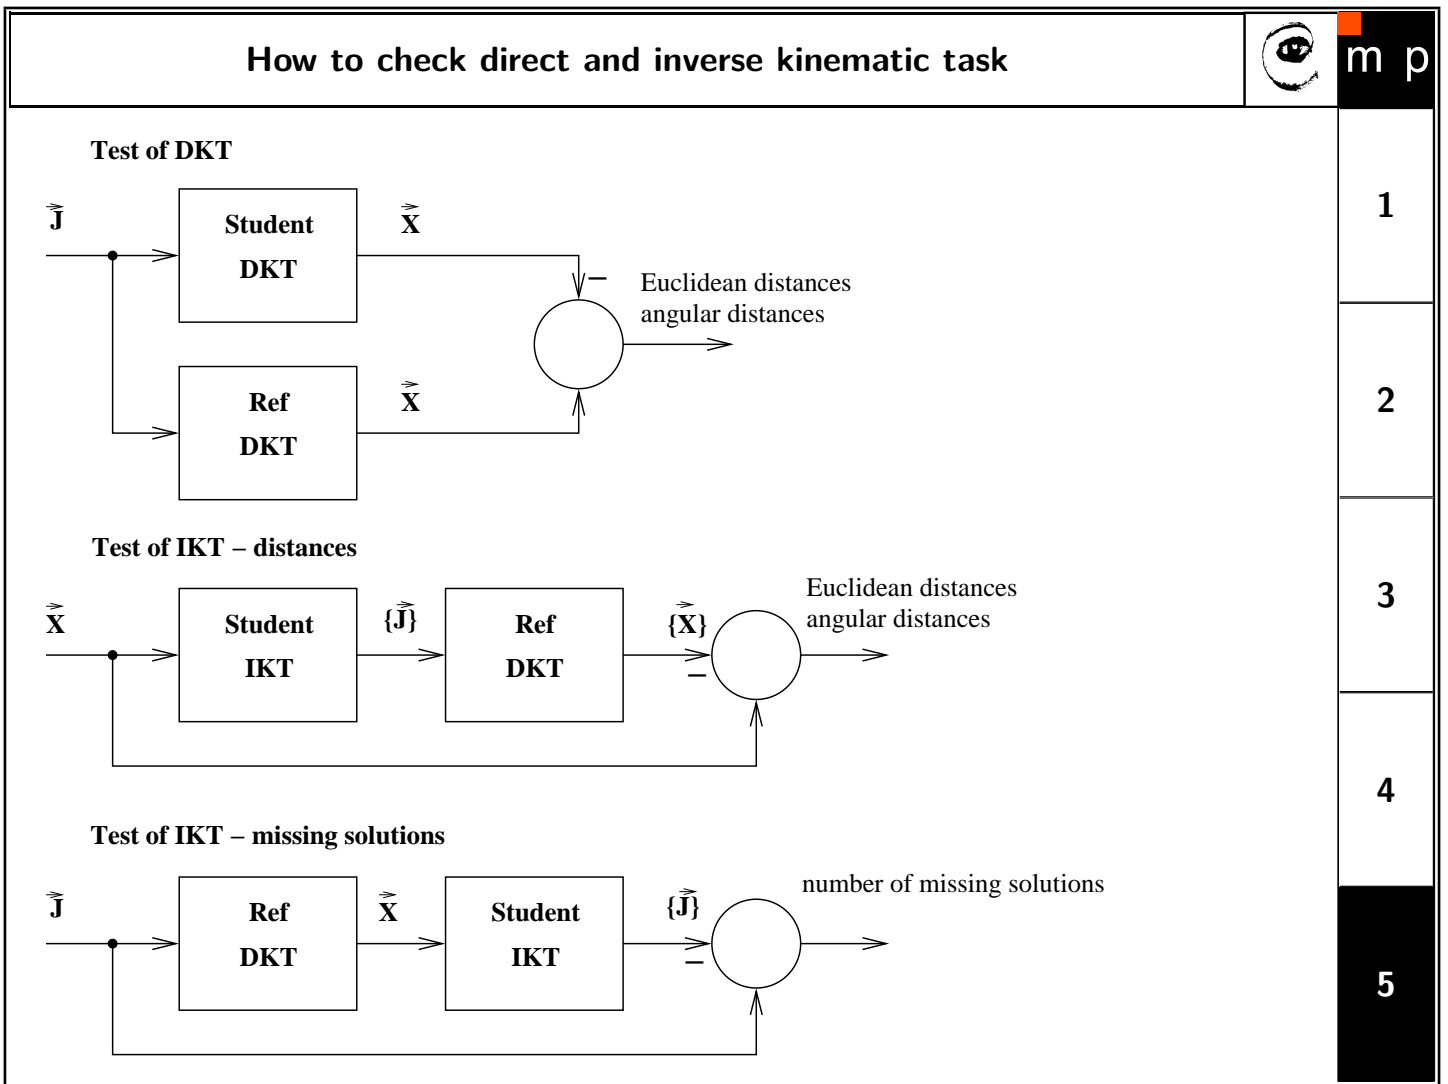 How to check direct and inverse kinematic task
m p
1
2
3
4
5
Test of DKT
J
Student
DKT
X
–
Euclidean distances
angular distances
Ref
DKT
X
Test of IKT – distances
X
Student
IKT
{J}
Ref
DKT
{X}
–
Euclidean distances
angular distances
Test of IKT – missing solutions
J
Ref
DKT
X
Student
IKT
{J}
–
number of missing solutions